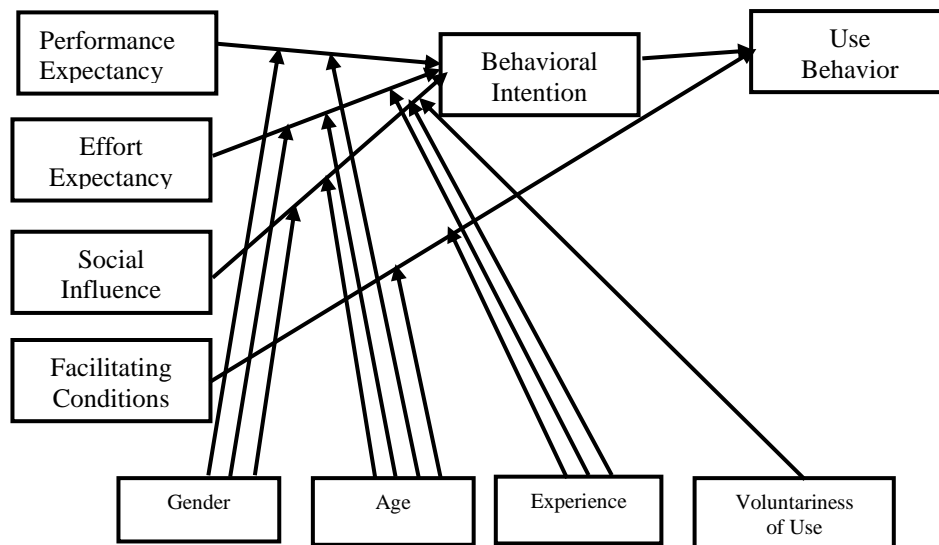 Performance
Expectancy
Effort
Expectancy
Social
Influence
Facilitating
Conditions
Behavioral
Intention
Use
Behavior
Gender
Age
Experience
Voluntariness
of Use